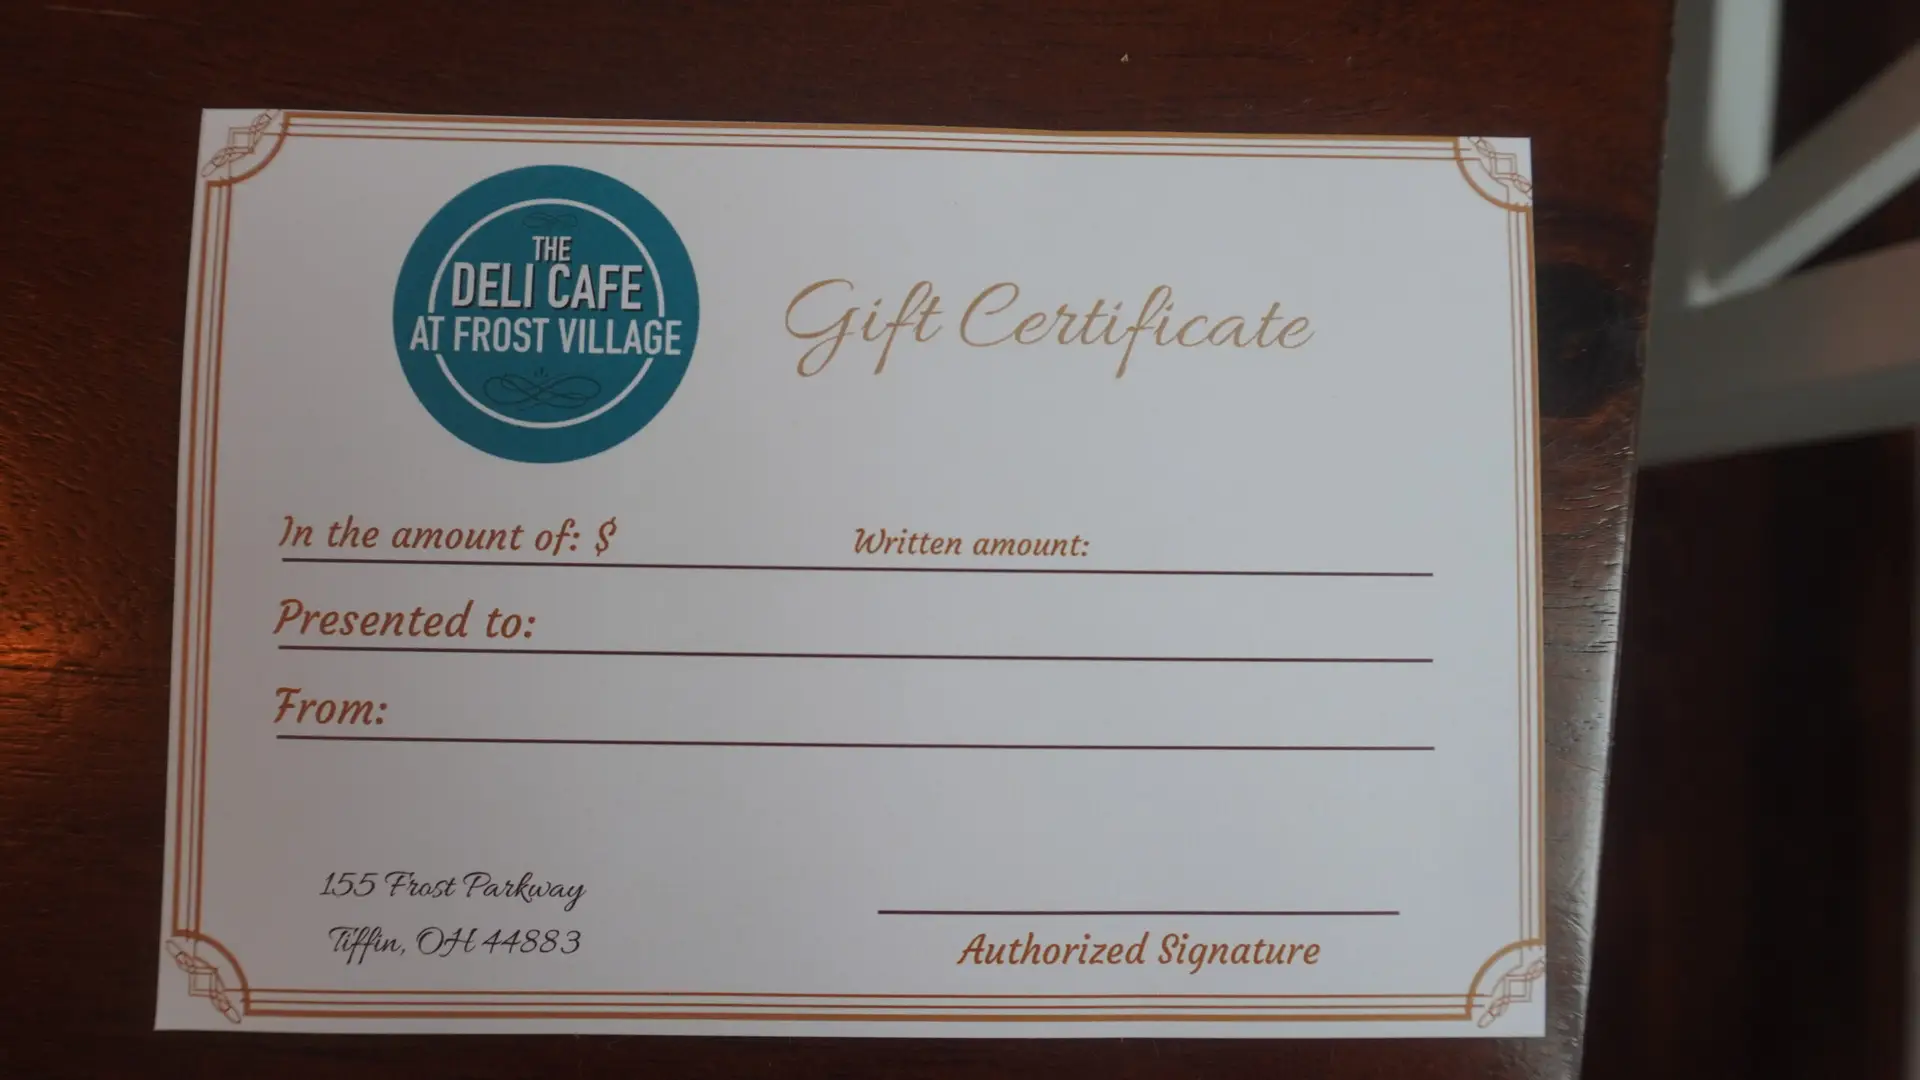 THE
DELI CAFE
AT FROST VILLAGE
Gift Certificate
In the amount of: $ Written amount:
Presented to:
From:
155 Frost Parkway
Tiffin, OH 44883
Authorized Signature